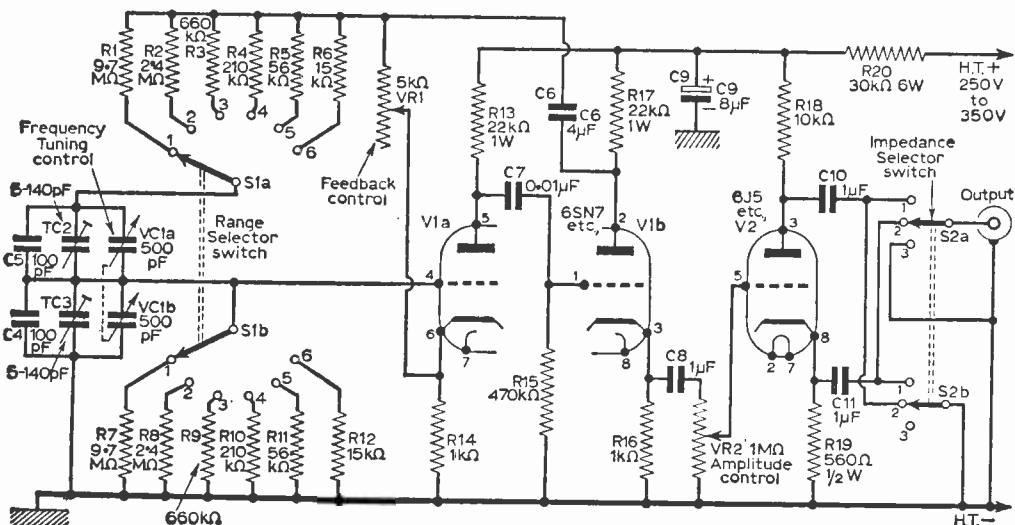 R1
9·7
MΩ
R2
2·4
MΩ
660
kΩ
R3
R4
210
kΩ
R5
56
kΩ
R6
15
kΩ
2
3
4
5
6
1
S1a
Frequency
Tuning
control
5-140pF
TC2
VC1a
500
pF
C5
100
pF
Range
Selector
switch
TC3
VC1b
500
pF
C4
100
pF
5-140pF
S1b
1
2
3
4
5
6
R7
9·7
MΩ
R8
2·4
MΩ
R9
R10
210
kΩ
R11
56
kΩ
R12
15kΩ
660kΩ
5kΩ
VR1
Feedback
control
R13
22kΩ
1W
C7
0·01µF
V1a
5
4
6
7
R14
1kΩ
R15
470kΩ
C6
C6
4µF
R17
22kΩ
1W
6SN7
etc,
2
V1b
1
3
8
R16
1kΩ
C8
1µF
VR2 1MΩ
Amplitude
control
C9
+
C9
8µF
R18
10kΩ
6J5
etc,
V2
3
5
8
2 7
R19
560Ω
1/2 W
C10
1µF
C11
1µF
R20
30kΩ 6W
H.T.+
250V
to
350V
Impedance
Selector
switch
Output
1
2
3
S2a
1
2
3
S2b
H.T.−